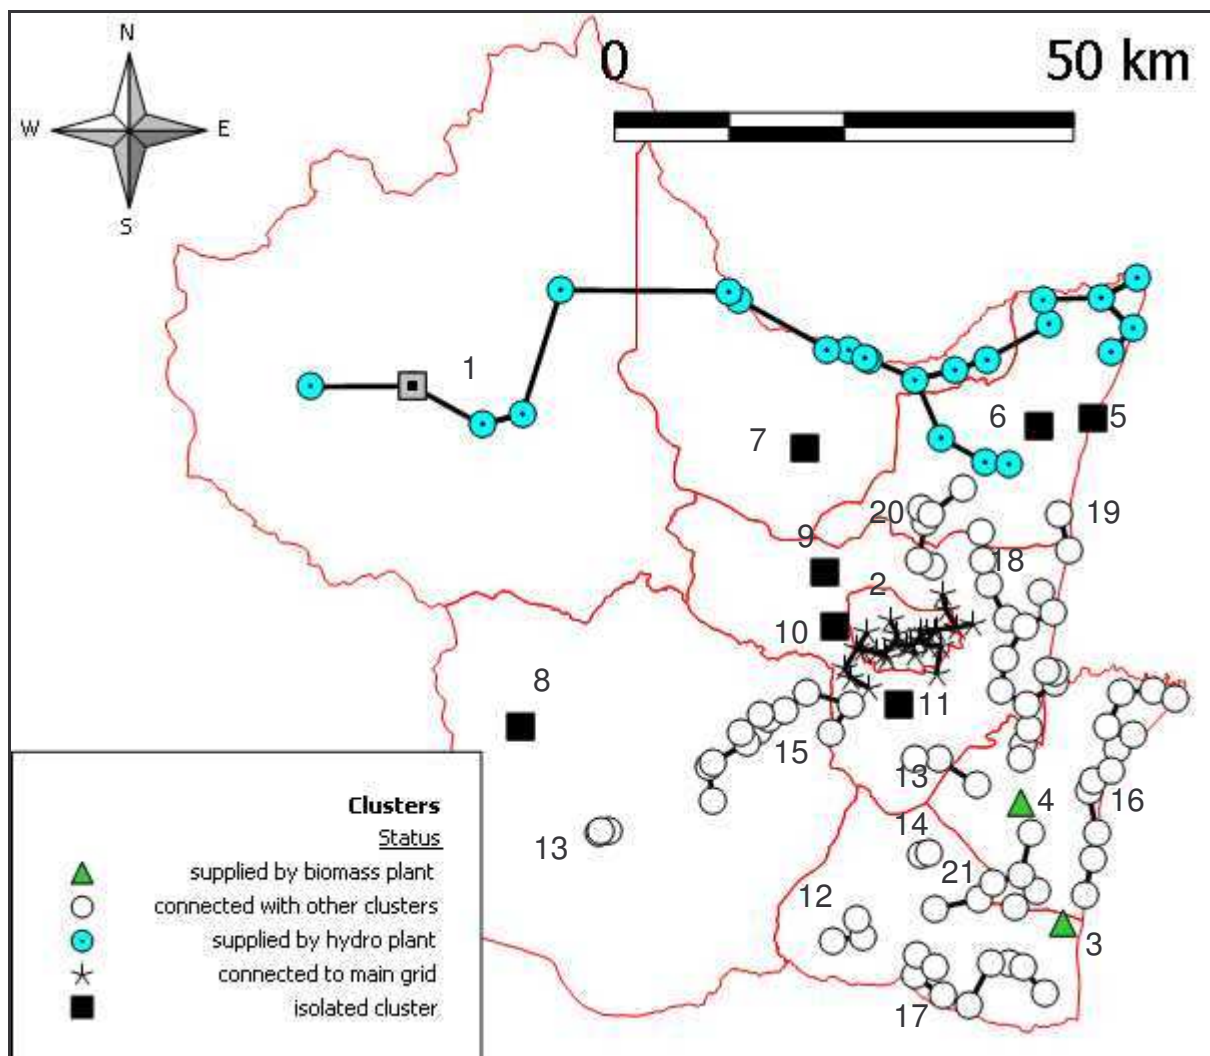 N
W E
S
0 50 km
1
6 5
7
20 19
9
18
2
10
8
11
15
13
16
4
13
14
21
12
3
17
Clusters
Status
supplied by biomass plant
connected with other clusters
supplied by hydro plant
connected to main grid
isolated cluster